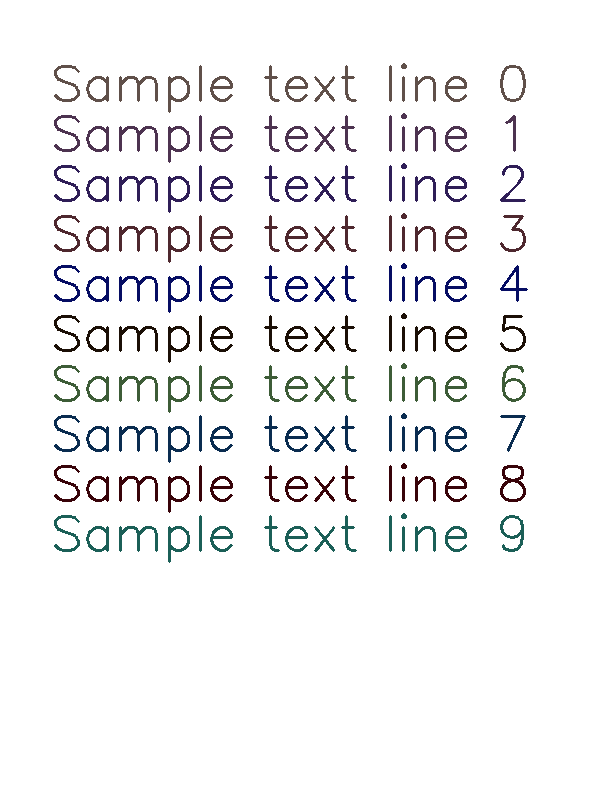 Sample text line 0
Sample text line 1
Sample text line 2
Sample text line 3
Sample text line 4
Sample text line 5
Sample text line 6
Sample text line 7
Sample text line 8
Sample text line 9